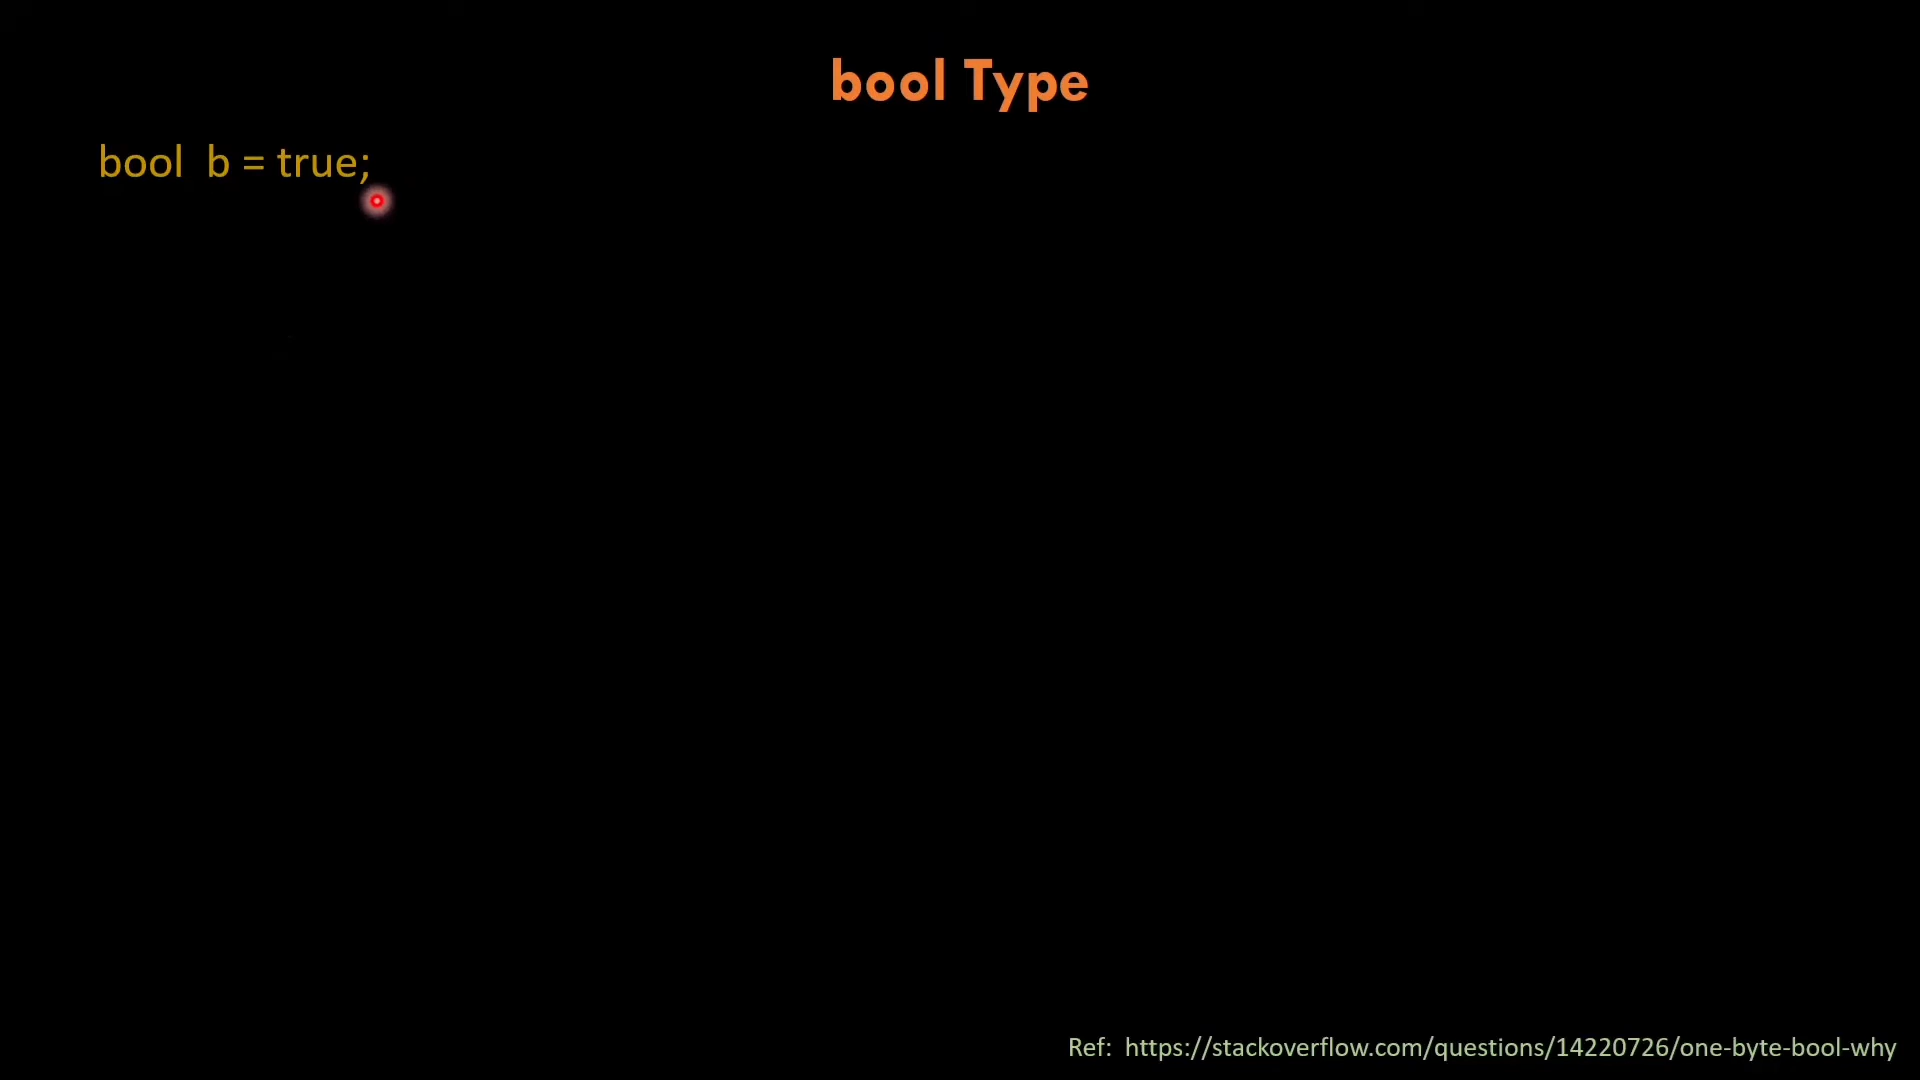 bool Type
bool  b = true;
Ref:  https://stackoverflow.com/questions/14220726/one-byte-bool-why